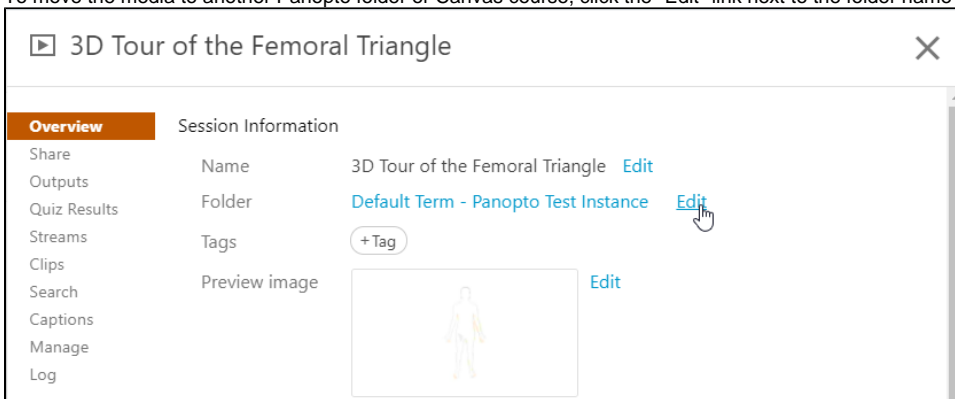 To move the media to another Panopto folder or Canvas course, click the "Edit" link next to the folder name
3D Tour of the Femoral Triangle
Overview
Share
Outputs
Quiz Results
Streams
Clips
Search
Captions
Manage
Log
Session Information
Name 3D Tour of the Femoral Triangle Edit
Folder Default Term - Panopto Test Instance Edit
Tags +Tag
Preview image Edit